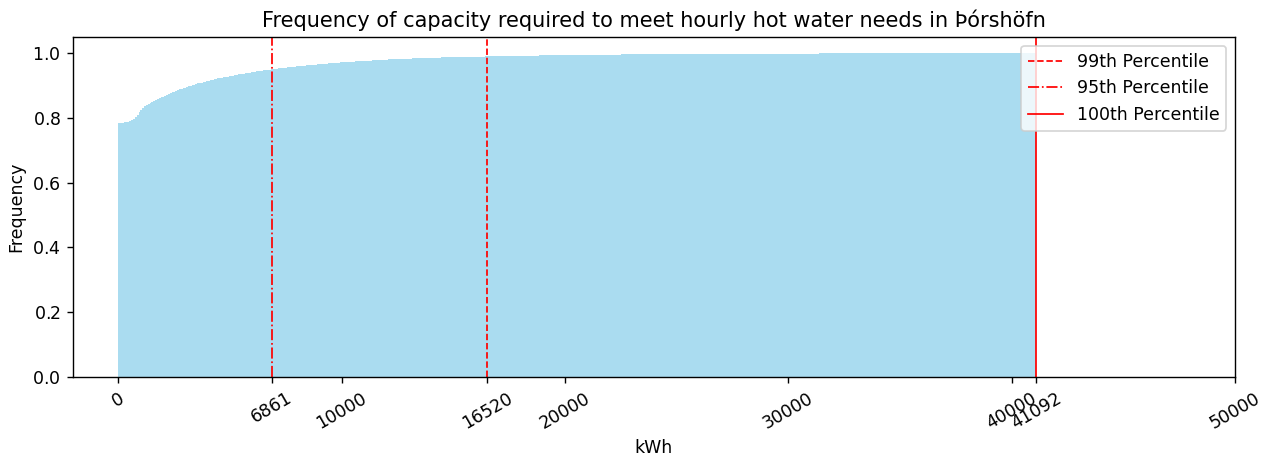 Frequency of capacity required to meet hourly hot water needs in Þórshöfn
99th Percentile
95th Percentile
100th Percentile
Frequency
1.0
0.8
0.6
0.4
0.2
0.0
0
6861
10000
16520
20000
30000
40000
41092
50000
kWh